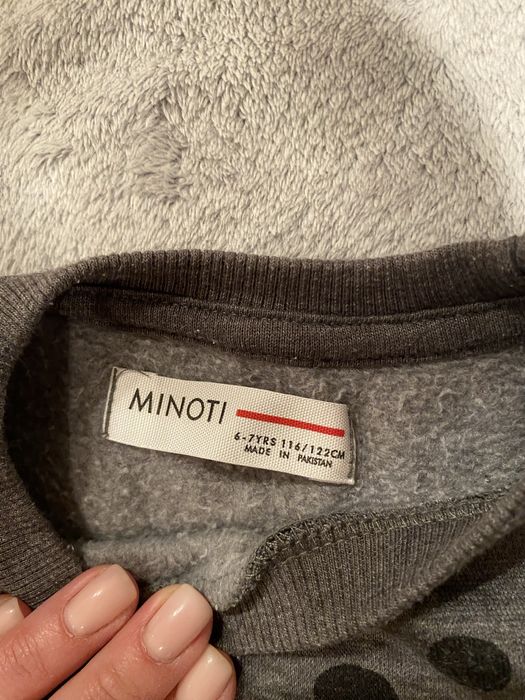 MINOTI
6-7YRS 116/122CM
MADE IN PAKISTAN